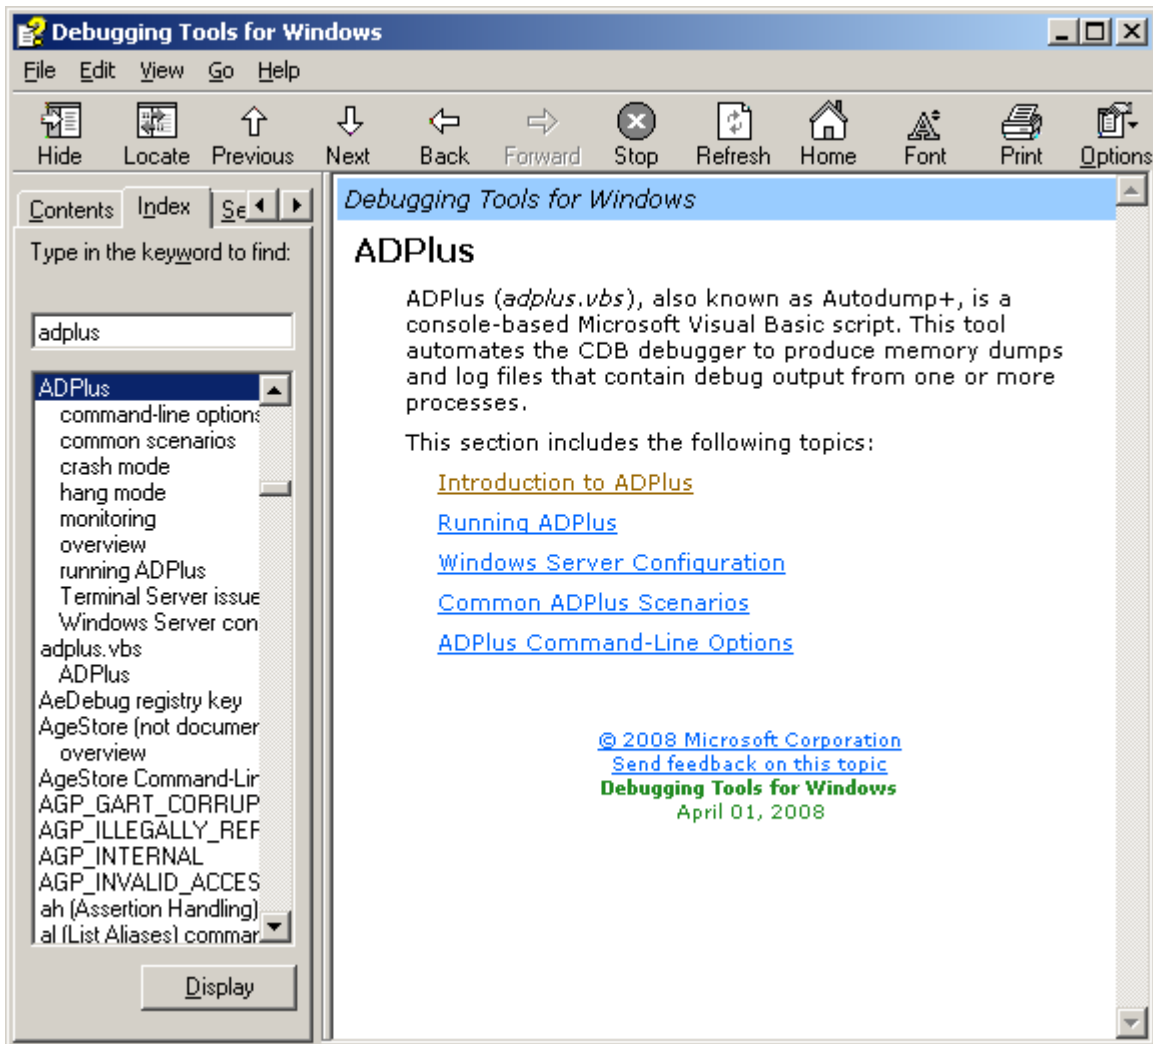 Debugging Tools for Windows
File Edit View Go Help
Hide Locate Previous Next Back Forward Stop Refresh Home Font Print Options
Contents Index Se
Type in the keyword to find:
adplus
ADPlus
command-line options
common scenarios
crash mode
hang mode
monitoring
overview
running ADPlus
Terminal Server issue
Windows Server con
adplus.vbs
ADPlus
AeDebug registry key
AgeStore (not documer
overview
AgeStore Command-Lir
AGP_GART_CORRUP
AGP_ILLEGALLY_REF
AGP_INTERNAL
AGP_INVALID_ACCES
ah (Assertion Handling)
al (List Aliases) commar
Display
Debugging Tools for Windows
ADPlus
ADPlus (adplus.vbs), also known as Autodump+, is a
console-based Microsoft Visual Basic script. This tool
automates the CDB debugger to produce memory dumps
and log files that contain debug output from one or more
processes.
This section includes the following topics:
Introduction to ADPlus
Running ADPlus
Windows Server Configuration
Common ADPlus Scenarios
ADPlus Command-Line Options
© 2008 Microsoft Corporation
Send feedback on this topic
Debugging Tools for Windows
April 01, 2008